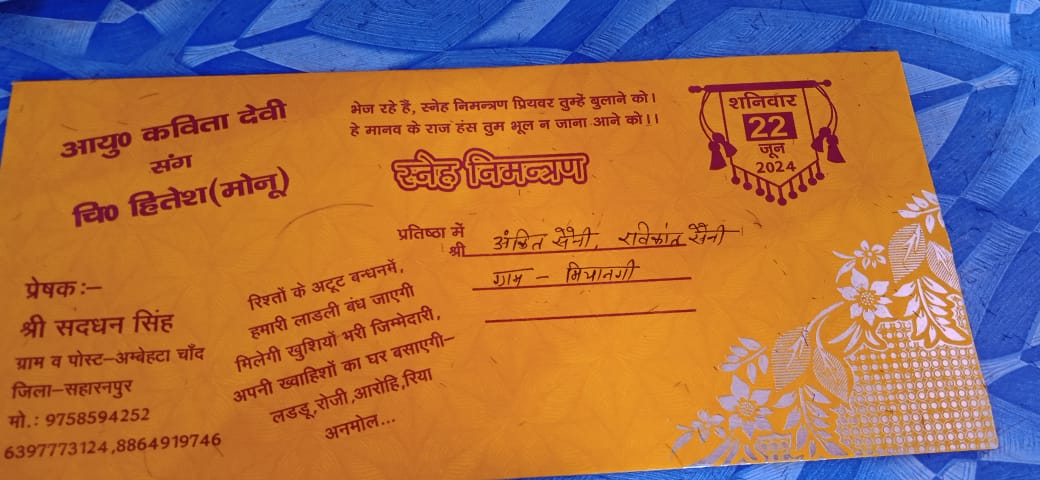 आयु० कविता देवी
संग
चि० हितेश(मोनू)
भेज रहे हैं, स्नेह निमन्त्रण प्रियवर तुम्हें बुलाने को।
हे मानव के राज हंस तुम भूल न जाना आने को।।
स्नेह निमन्त्रण
शनिवार
22
जून
2024
प्रतिष्ठा में
श्री अंकित सैनी, रविकांत सैनी
ग्राम - मियानगी
प्रेषक:–
श्री सदधन सिंह
ग्राम व पोस्ट–अम्बेहटा चाँद
जिला–सहारनपुर
मो.: 9758594252
6397773124,8864919746
रिश्तों के अटूट बन्धनमें,
हमारी लाडली बंध जाएगी
मिलेगी खुशियों भरी जिम्मेदारी,
अपनी ख्वाहिशों का घर बसाएगी–
लडडू,रोजी,आरोहि,रिया
अनमोल...